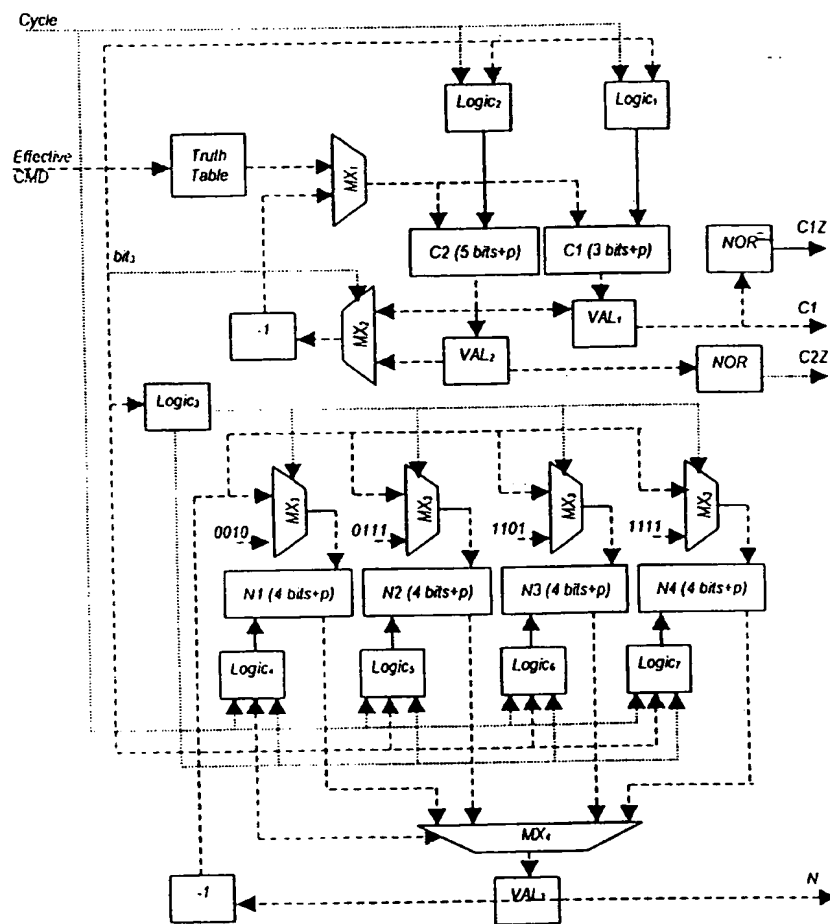 Cycle
Logic₂
Logic₁
Effective
CMD
Truth
Table
MX₁
C2 (5 bits+p)
C1 (3 bits+p)
NOR
C1Z
bit₃
-1
MX₂
VAL₂
VAL₁
C1
NOR
C2Z
Logic₃
MX₃
MX₃
MX₃
MX₃
0010
0111
1101
1111
N1 (4 bits+p)
N2 (4 bits+p)
N3 (4 bits+p)
N4 (4 bits+p)
Logic₄
Logic₅
Logic₆
Logic₇
MX₄
-1
VAL₃
N